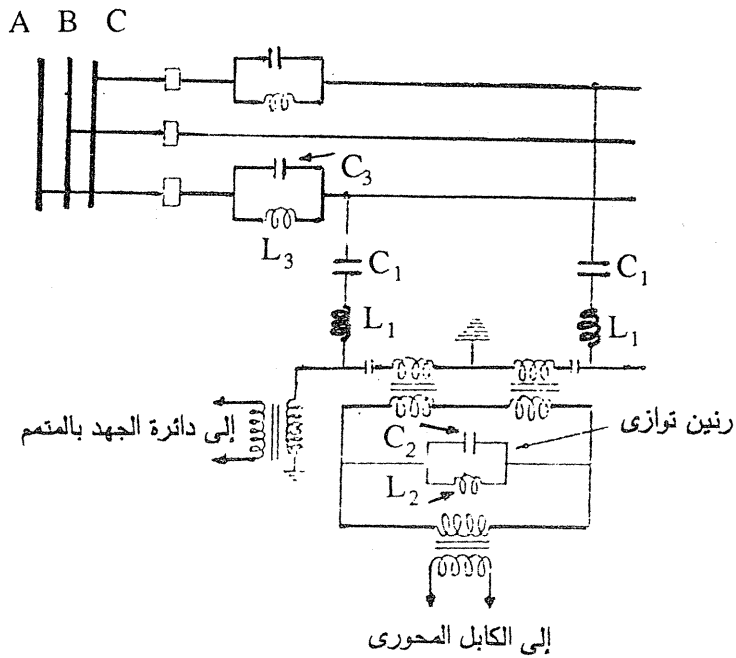 A B C
C3
L3
C1
C1
L1
L1
إلى دائرة الجهد بالمتمم
C2
رنين توازى
L2
إلى الكابل المحورى